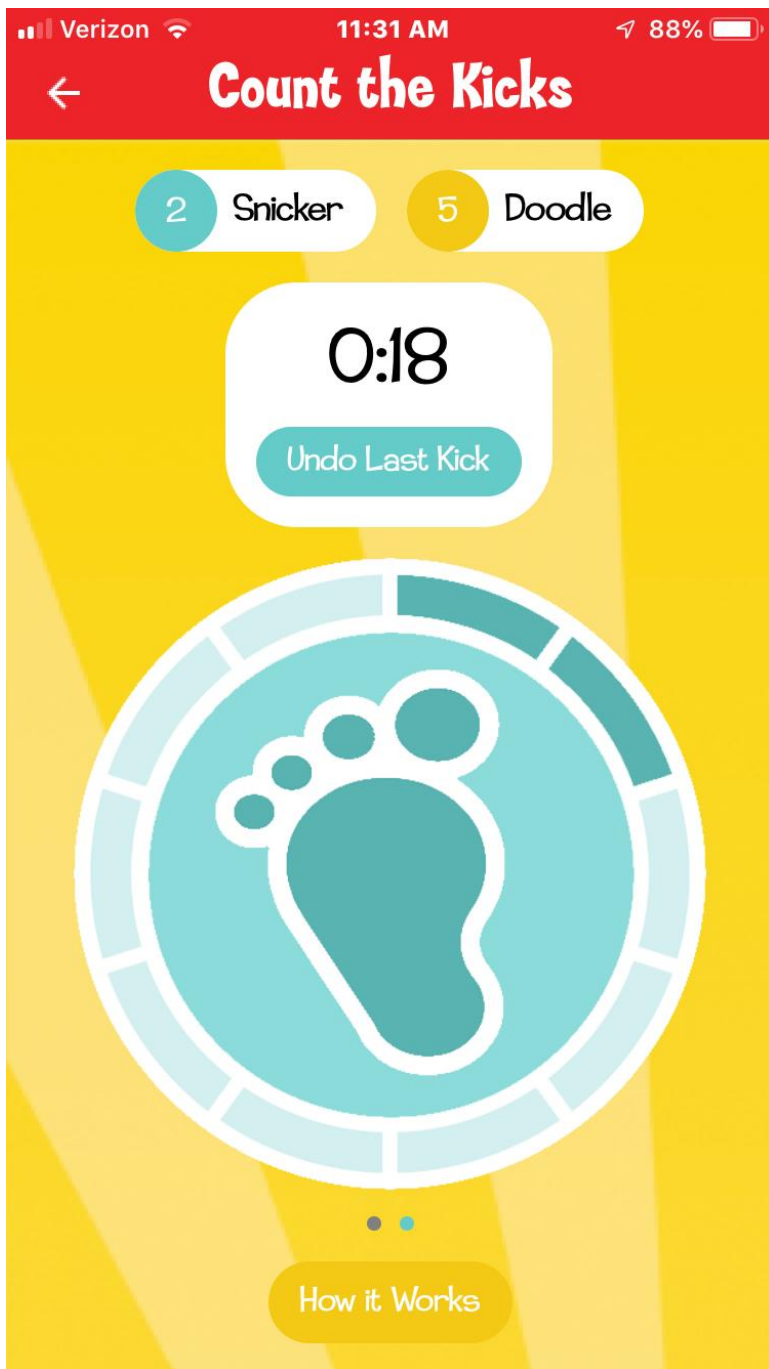 Verizon 11:31 AM 88%
Count the Kicks
2 Snicker 5 Doodle
0:18
Undo Last Kick
How it Works